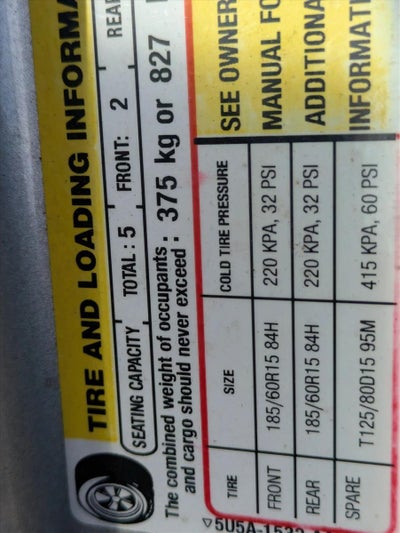 TIRE AND LOADING INFORMA
SEATING CAPACITY TOTAL : 5 FRONT: 2 REA
The combined weight of occupants
and cargo should never exceed : 375 kg or 827
TIRE SIZE COLD TIRE PRESSURE SEE OWNER
FRONT 185/60R15 84H 220 KPA, 32 PSI MANUAL FO
REAR 185/60R15 84H 220 KPA, 32 PSI ADDITIONA
SPARE T125/80D15 95M 415 KPA, 60 PSI INFORMATI
5U5A-1532